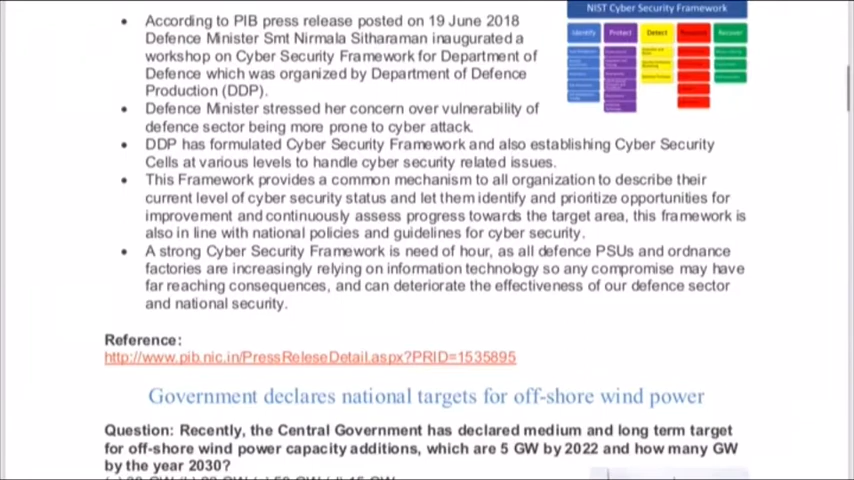 NIST Cyber Security Framework
Identify Protect Detect Recover
• According to PIB press release posted on 19 June 2018
Defence Minister Smt Nirmala Sitharaman inaugurated a
workshop on Cyber Security Framework for Department of
Defence which was organized by Department of Defence
Production (DDP).
• Defence Minister stressed her concern over vulnerability of
defence sector being more prone to cyber attack.
• DDP has formulated Cyber Security Framework and also establishing Cyber Security
Cells at various levels to handle cyber security related issues.
• This Framework provides a common mechanism to all organization to describe their
current level of cyber security status and let them identify and prioritize opportunities for
improvement and continuously assess progress towards the target area, this framework is
also in line with national policies and guidelines for cyber security.
• A strong Cyber Security Framework is need of hour, as all defence PSUs and ordnance
factories are increasingly relying on information technology so any compromise may have
far reaching consequences, and can deteriorate the effectiveness of our defence sector
and national security.
Reference:
http://www.pib.nic.in/PressReleseDetail.aspx?PRID=1535895
Government declares national targets for off-shore wind power
Question: Recently, the Central Government has declared medium and long term target
for off-shore wind power capacity additions, which are 5 GW by 2022 and how many GW
by the year 2030?